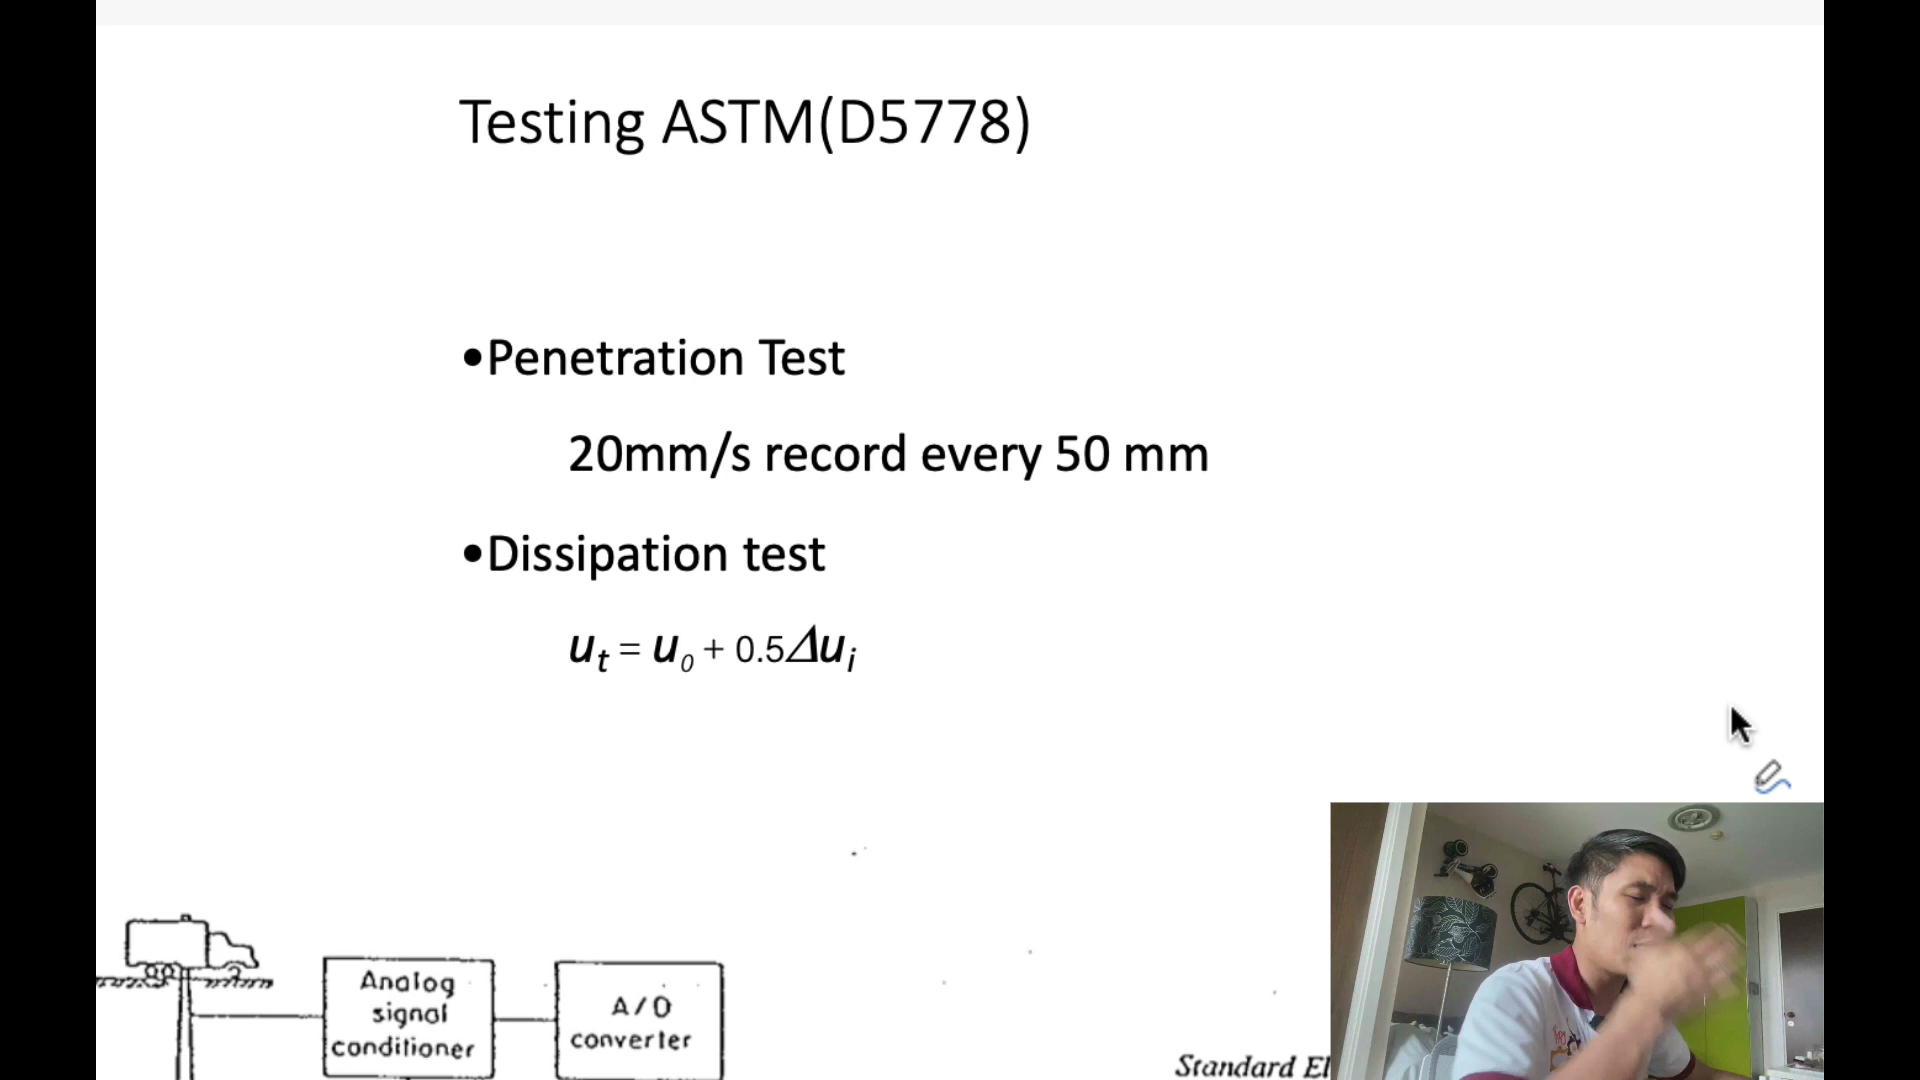 Testing ASTM(D5778)
•Penetration Test
20mm/s record every 50 mm
•Dissipation test
uₜ = u₀ + 0.5Δuᵢ
Analog
signal
conditioner
A/D
converter
Standard El